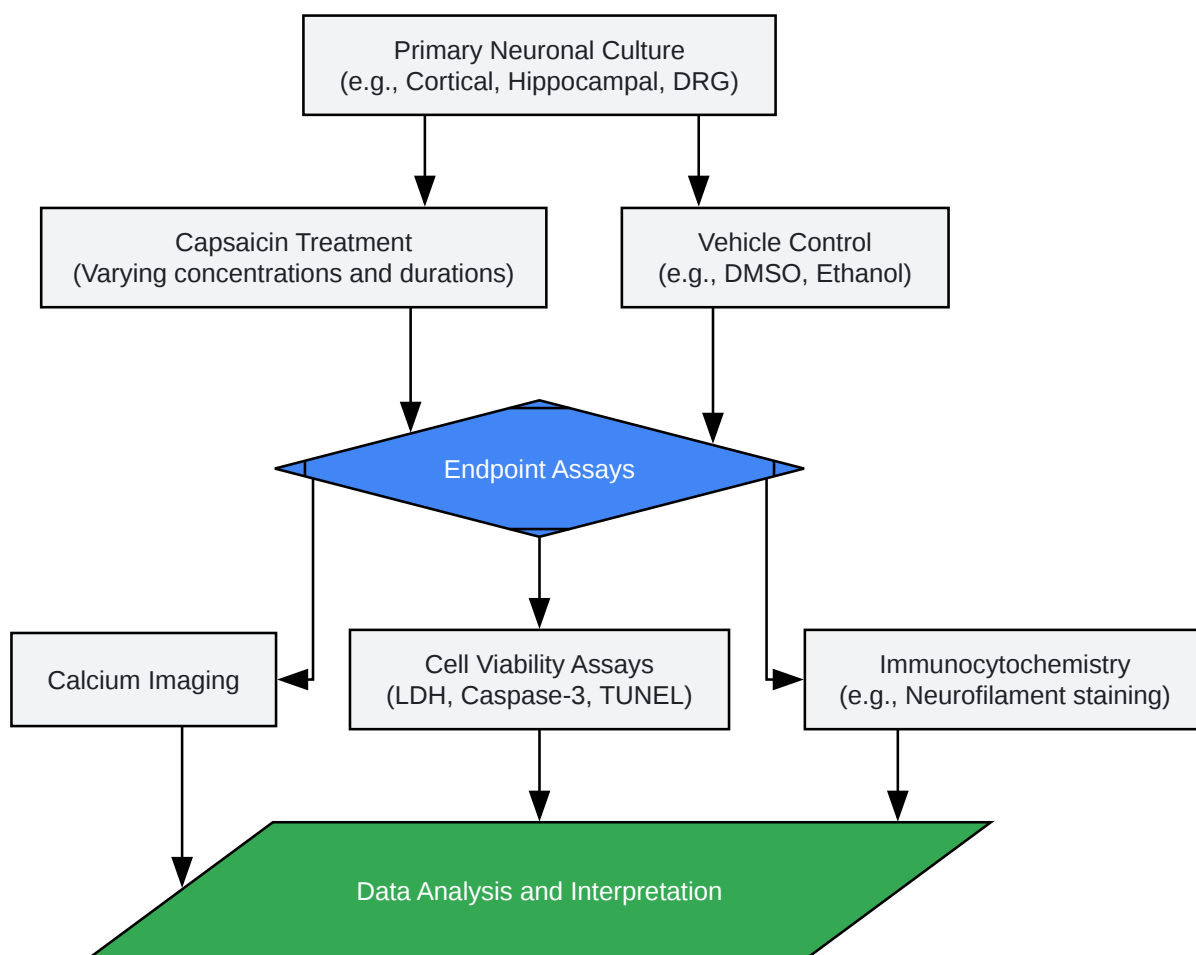 Primary Neuronal Culture
(e.g., Cortical, Hippocampal, DRG)
Capsaicin Treatment
(Varying concentrations and durations)
Vehicle Control
(e.g., DMSO, Ethanol)
Endpoint Assays
Calcium Imaging
Cell Viability Assays
(LDH, Caspase-3, TUNEL)
Immunocytochemistry
(e.g., Neurofilament staining)
Data Analysis and Interpretation